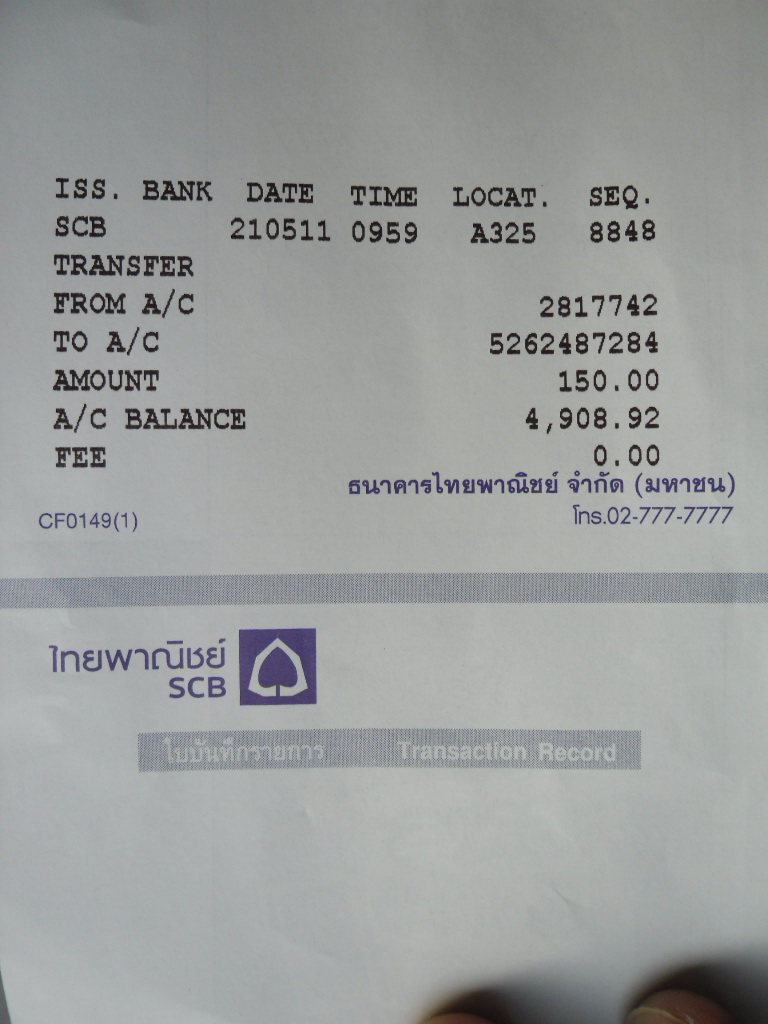 ISS. BANK DATE TIME LOCAT. SEQ.
SCB 210511 0959 A325 8848
TRANSFER
FROM A/C 2817742
TO A/C 5262487284
AMOUNT 150.00
A/C BALANCE 4,908.92
FEE 0.00
ธนาคารไทยพาณิชย์ จำกัด (มหาชน)
CF0149(1) โทร.02-777-7777
ไทยพาณิชย์
SCB
ใบบันทึกรายการ Transaction Record